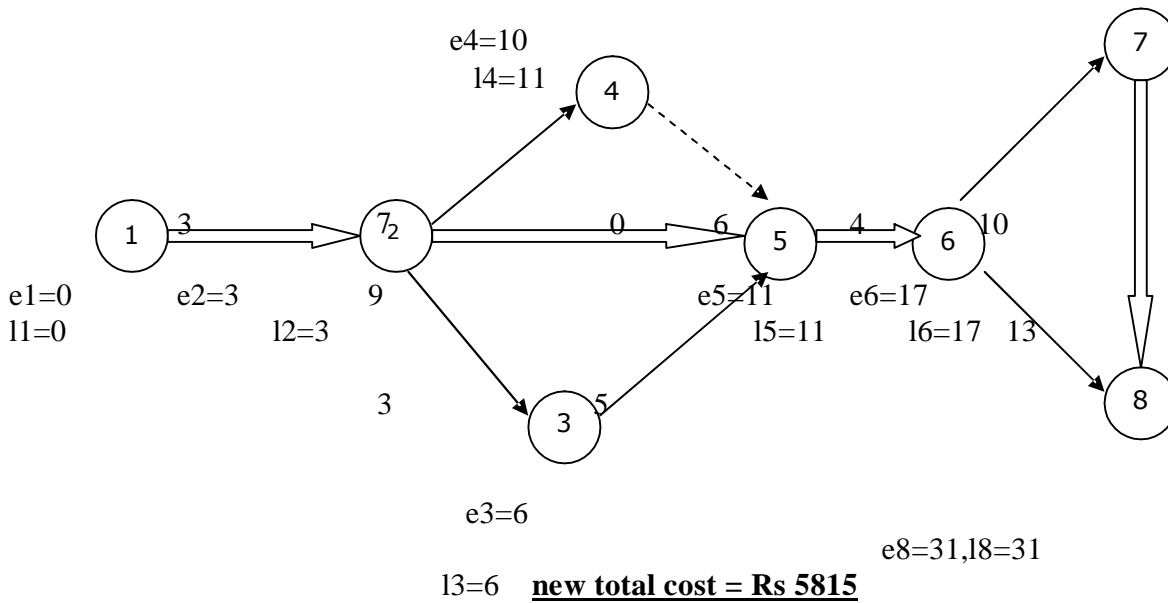 7
e4=10
l4=11
4
1
3
7
2
0
6
5
4
6
10
e1=0
e2=3
9
e5=11
e6=17
l1=0
l2=3
l5=11
l6=17
13
3
5
3
8
e3=6
e8=31,l8=31
l3=6 new total cost = Rs 5815